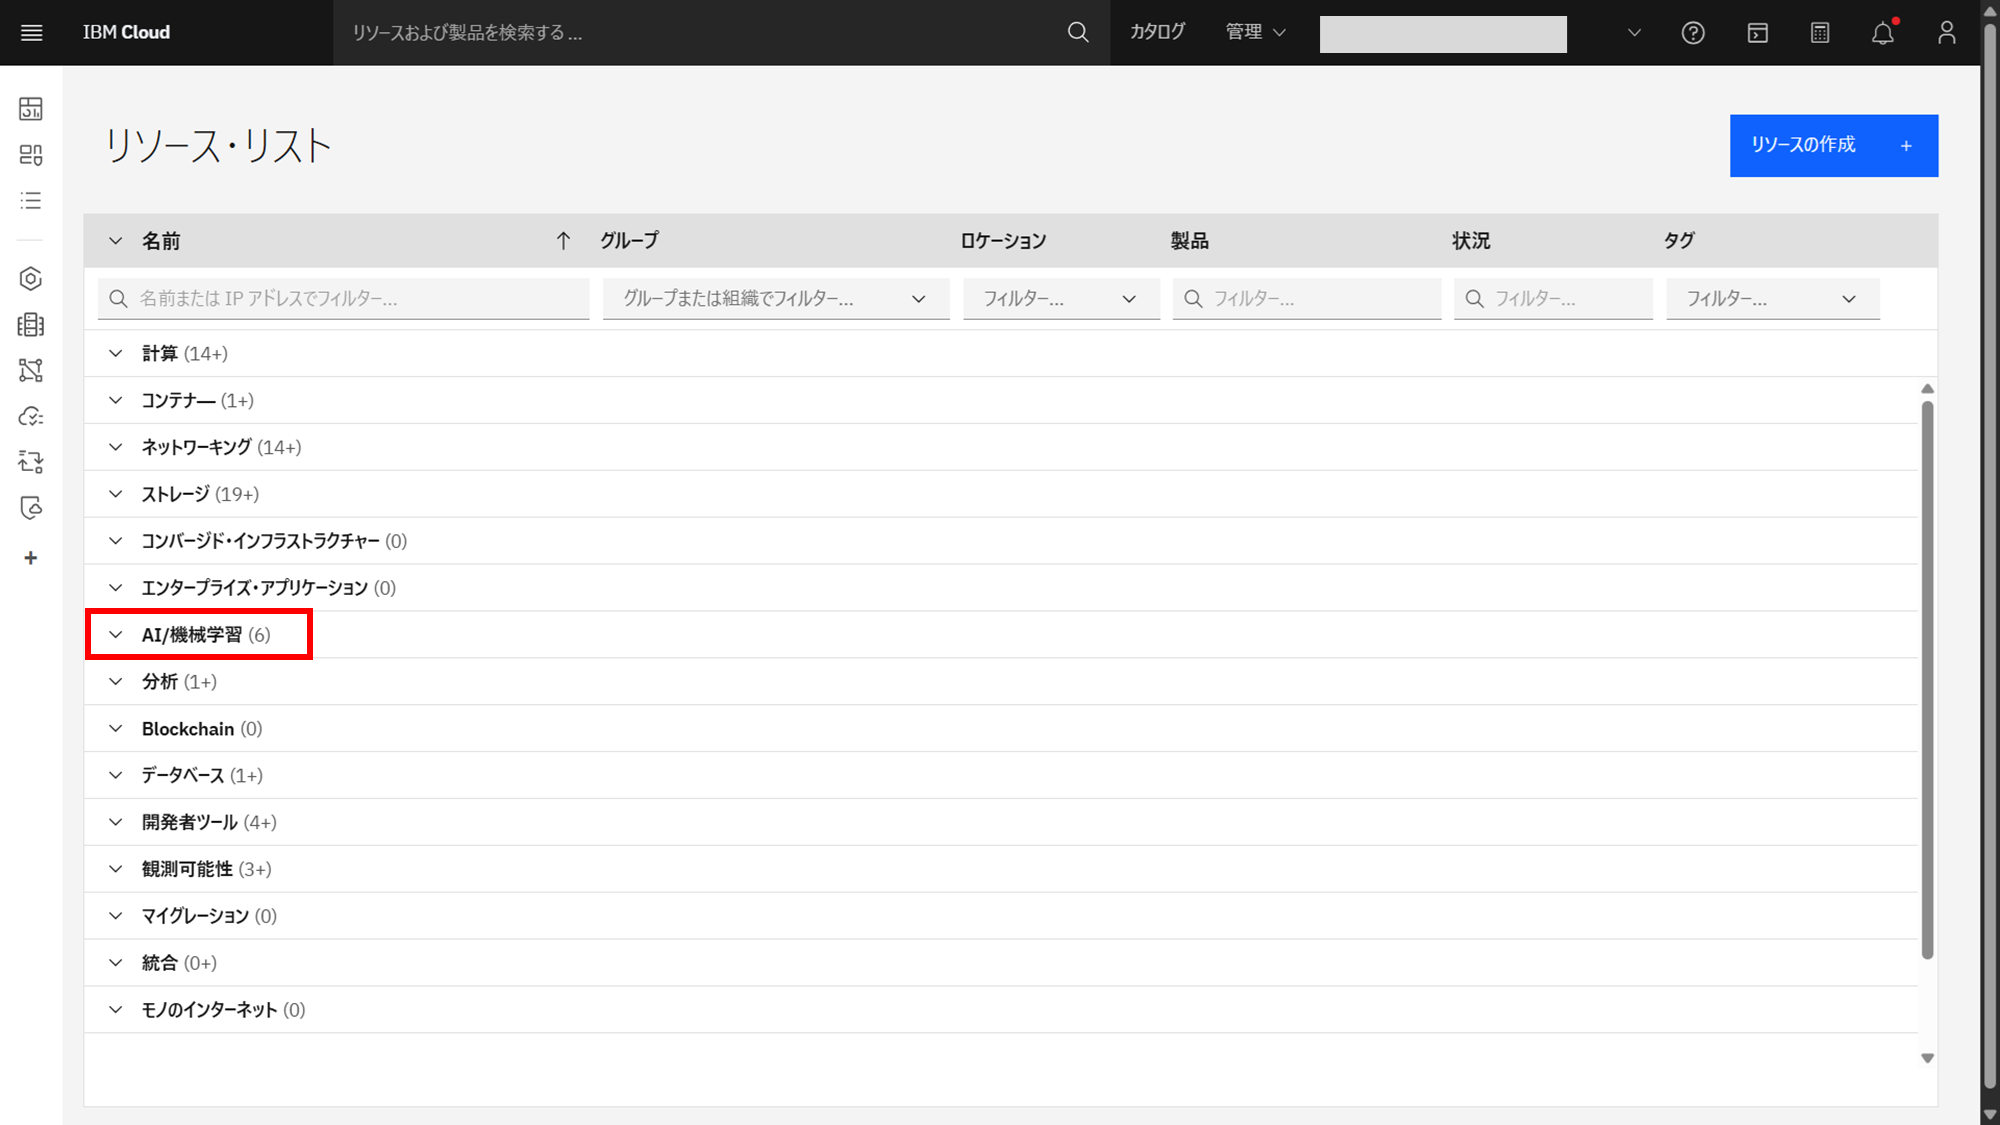 IBM Cloud
リソースおよび製品を検索する ...
カタログ
管理
リソース・リスト
リソースの作成 +
名前 グループ ロケーション 製品 状況 タグ
名前または IP アドレスでフィルター... グループまたは組織でフィルター... フィルター... フィルター... フィルター... フィルター...
計算 (14+)
コンテナー (1+)
ネットワーキング (14+)
ストレージ (19+)
コンバージド・インフラストラクチャー (0)
エンタープライズ・アプリケーション (0)
AI/機械学習 (6)
分析 (1+)
Blockchain (0)
データベース (1+)
開発者ツール (4+)
観測可能性 (3+)
マイグレーション (0)
統合 (0+)
モノのインターネット (0)